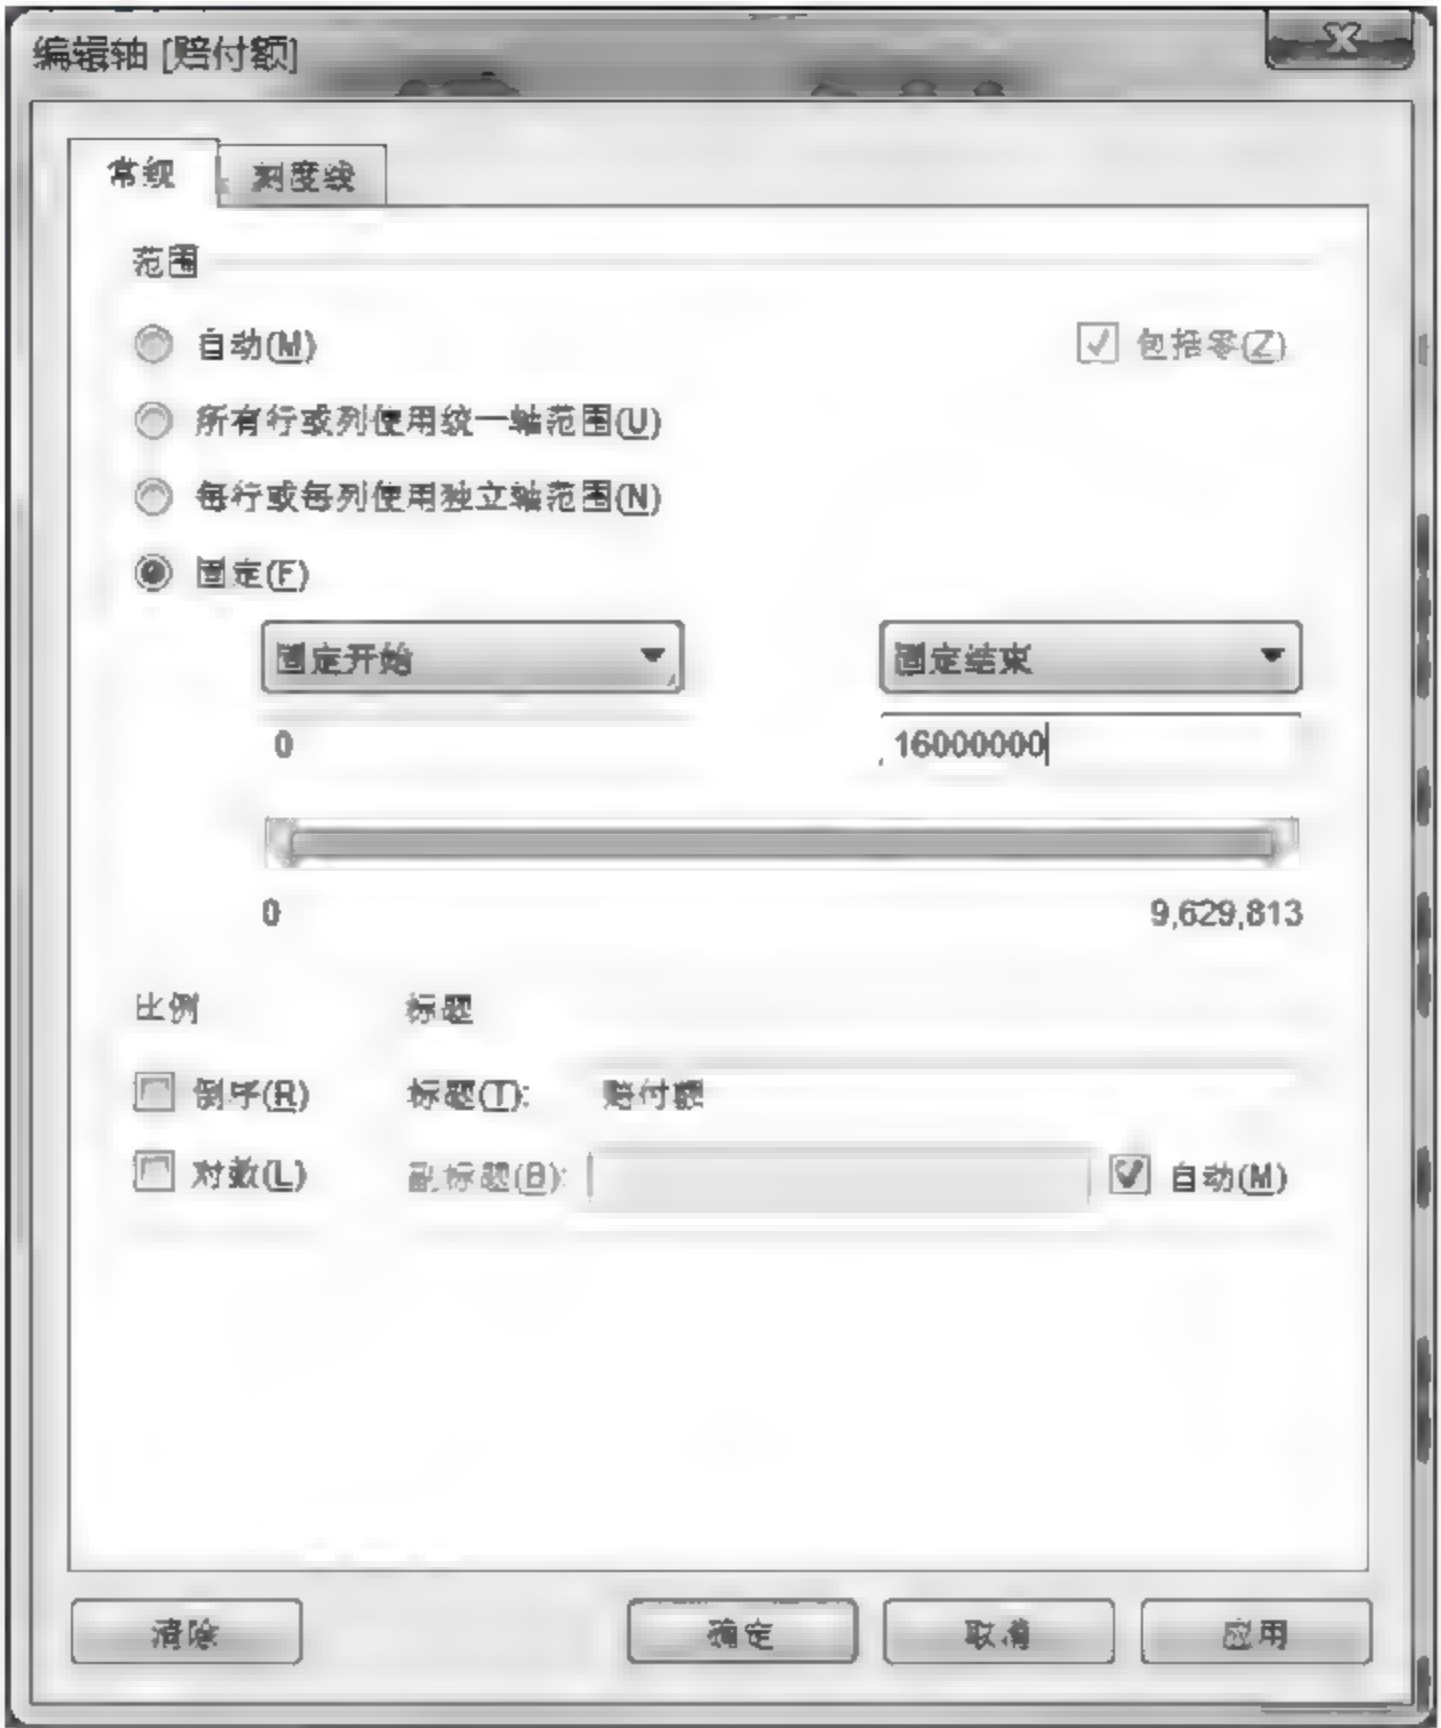 编辑轴 [赔付额]
常规 刻度线
范围
自动(M) 包括零(Z)
所有行或列使用统一轴范围(U)
每行或每列使用独立轴范围(N)
固定(F)
固定开始 固定结束
0 16000000
0 9,629,813
比例 标题
倒序(R) 标题(T): 赔付额
对数(L) 副标题(B): 自动(M)
清除 确定 取消 应用